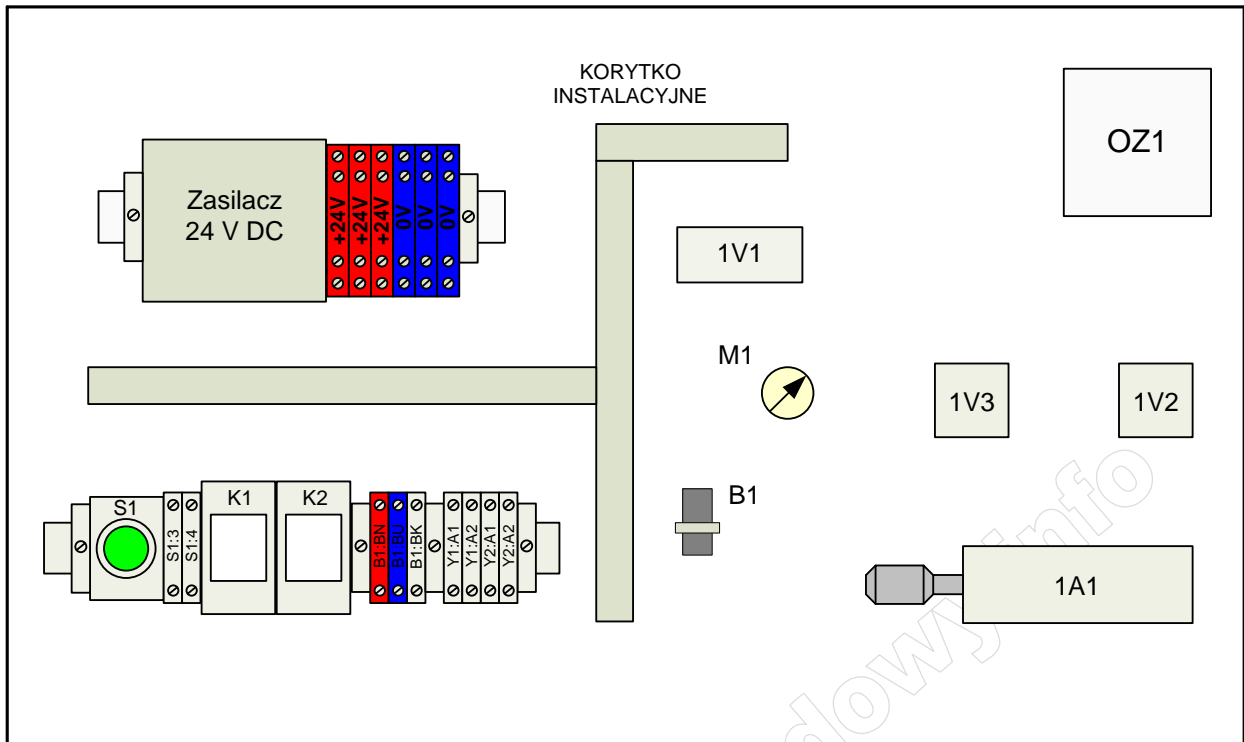 KORYTKO
INSTALACYJNE
OZ1
Zasilacz
24 V DC
+24V
+24V
+24V
0V
0V
0V
1V1
M1
1V3
1V2
S1
S1:3
S1:4
K1
K2
B1:BN
B1:BU
B1:BK
Y1:A1
Y1:A2
Y2:A1
Y2:A2
B1
1A1
dowy.info